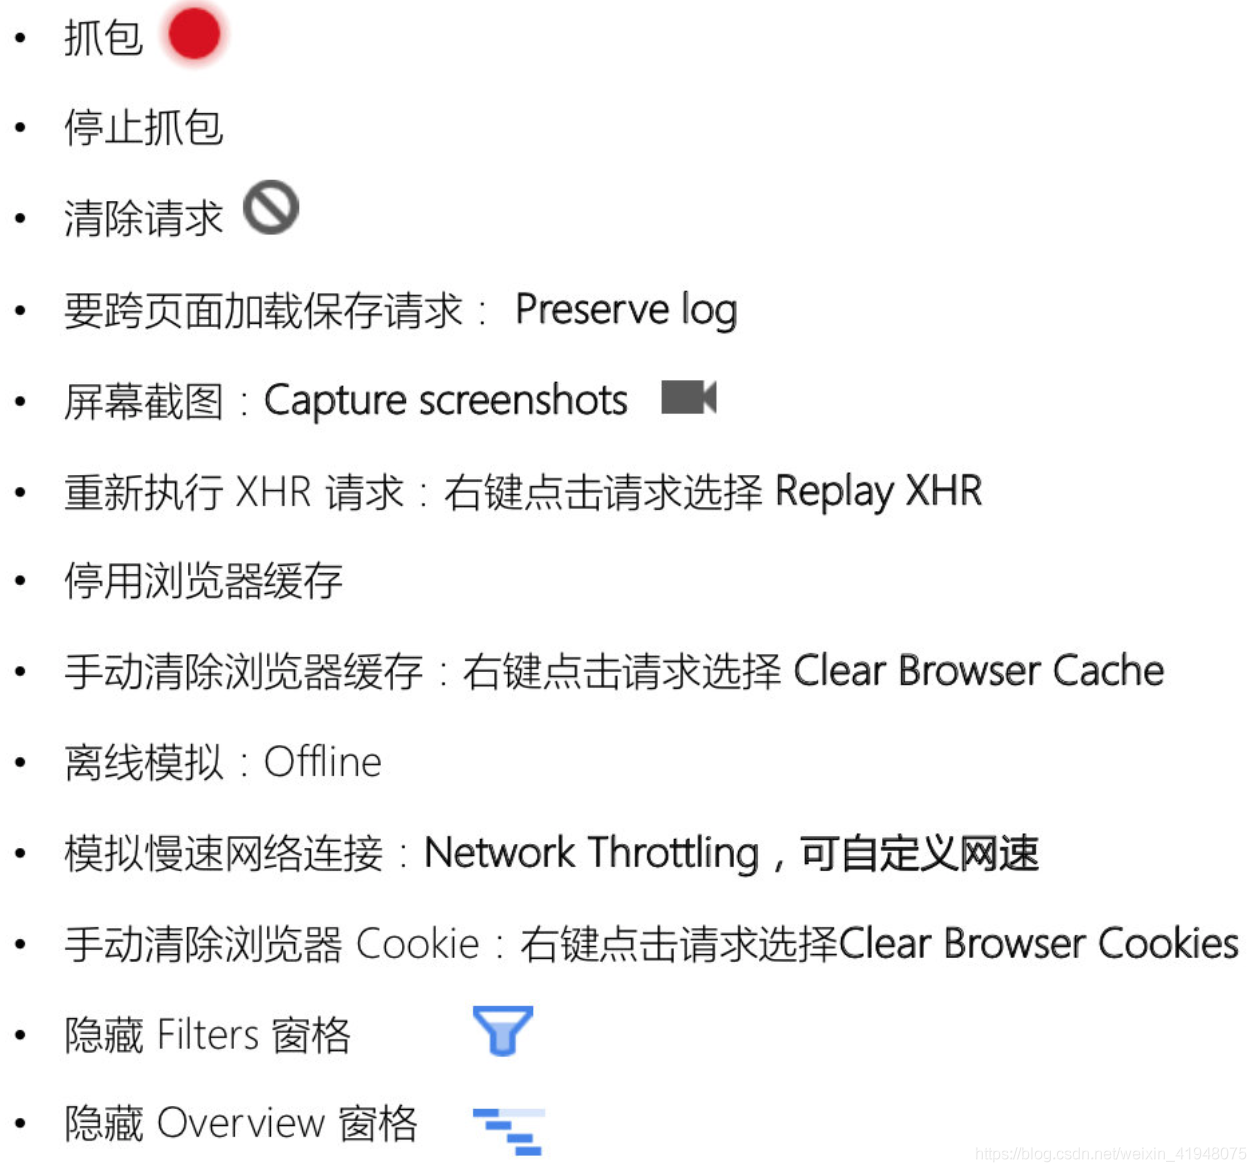 • 抓包
• 停止抓包
• 清除请求
• 要跨页面加载保存请求： Preserve log
• 屏幕截图：Capture screenshots
• 重新执行 XHR 请求：右键点击请求选择 Replay XHR
• 停用浏览器缓存
• 手动清除浏览器缓存：右键点击请求选择 Clear Browser Cache
• 离线模拟：Offline
• 模拟慢速网络连接：Network Throttling，可自定义网速
• 手动清除浏览器 Cookie：右键点击请求选择Clear Browser Cookies
• 隐藏 Filters 窗格
• 隐藏 Overview 窗格
https://blog.csdn.net/weixin_41948075